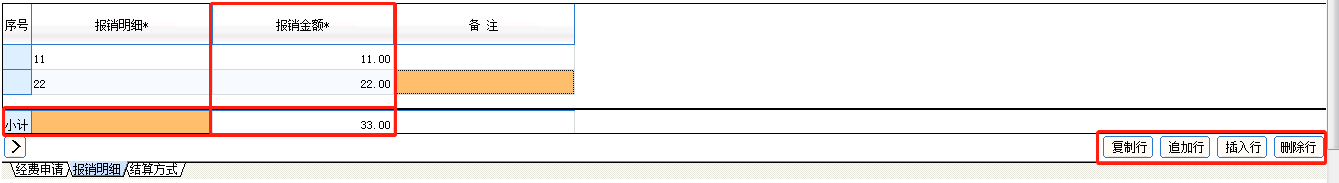 序号 报销明细* 报销金额* 备 注
11 11.00
22 22.00
小计 33.00
> 复制行 追加行 插入行 删除行
经费申请 报销明细 结算方式